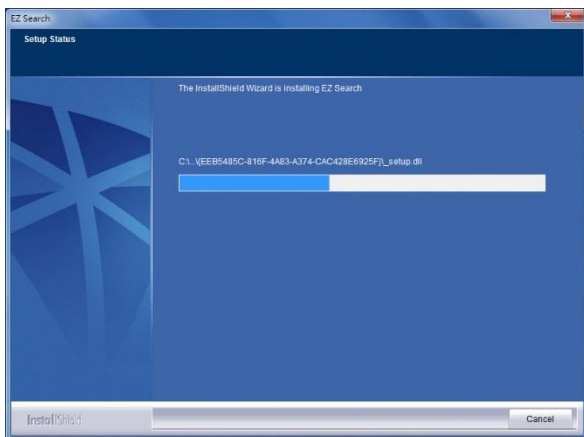 EZ Search
Setup Status
The InstallShield Wizard is installing EZ Search
C:\...\{EEB5485C-816F-4A83-A374-CAC428E6925F}\_setup.dll
InstallShield
Cancel